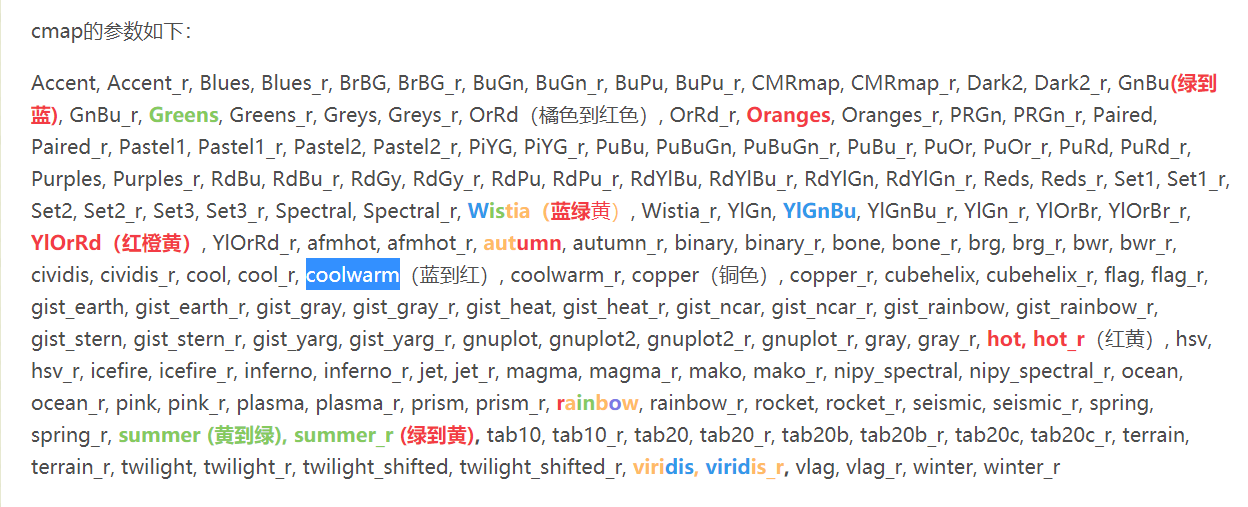 cmap的参数如下：
Accent, Accent_r, Blues, Blues_r, BrBG, BrBG_r, BuGn, BuGn_r, BuPu, BuPu_r, CMRmap, CMRmap_r, Dark2, Dark2_r, GnBu(绿到
蓝), GnBu_r, Greens, Greens_r, Greys, Greys_r, OrRd（橘色到红色）, OrRd_r, Oranges, Oranges_r, PRGn, PRGn_r, Paired,
Paired_r, Pastel1, Pastel1_r, Pastel2, Pastel2_r, PiYG, PiYG_r, PuBu, PuBuGn, PuBuGn_r, PuBu_r, PuOr, PuOr_r, PuRd, PuRd_r,
Purples, Purples_r, RdBu, RdBu_r, RdGy, RdGy_r, RdPu, RdPu_r, RdYlBu, RdYlBu_r, RdYlGn, RdYlGn_r, Reds, Reds_r, Set1, Set1_r,
Set2, Set2_r, Set3, Set3_r, Spectral, Spectral_r, Wistia（蓝绿黄）, Wistia_r, YlGn, YlGnBu, YlGnBu_r, YlGn_r, YlOrBr, YlOrBr_r,
YlOrRd（红橙黄）, YlOrRd_r, afmhot, afmhot_r, autumn, autumn_r, binary, binary_r, bone, bone_r, brg, brg_r, bwr, bwr_r,
cividis, cividis_r, cool, cool_r, coolwarm（蓝到红）, coolwarm_r, copper（铜色）, copper_r, cubehelix, cubehelix_r, flag, flag_r,
gist_earth, gist_earth_r, gist_gray, gist_gray_r, gist_heat, gist_heat_r, gist_ncar, gist_ncar_r, gist_rainbow, gist_rainbow_r,
gist_stern, gist_stern_r, gist_yarg, gist_yarg_r, gnuplot, gnuplot2, gnuplot2_r, gnuplot_r, gray, gray_r, hot, hot_r（红黄）, hsv,
hsv_r, icefire, icefire_r, inferno, inferno_r, jet, jet_r, magma, magma_r, mako, mako_r, nipy_spectral, nipy_spectral_r, ocean,
ocean_r, pink, pink_r, plasma, plasma_r, prism, prism_r, rainbow, rainbow_r, rocket, rocket_r, seismic, seismic_r, spring,
spring_r, summer (黄到绿), summer_r (绿到黄), tab10, tab10_r, tab20, tab20_r, tab20b, tab20b_r, tab20c, tab20c_r, terrain,
terrain_r, twilight, twilight_r, twilight_shifted, twilight_shifted_r, viridis, viridis_r, vlag, vlag_r, winter, winter_r